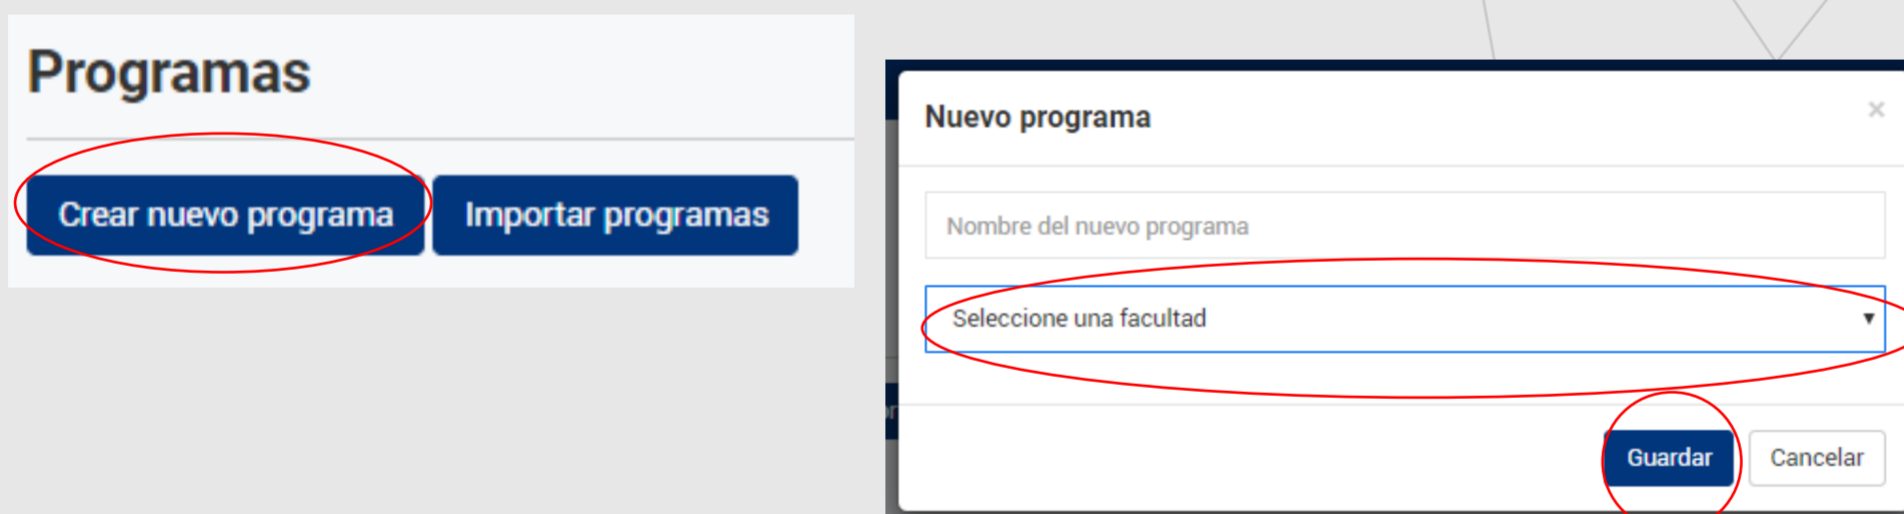 Programas
Crear nuevo programa
Importar programas
Nuevo programa
×
Nombre del nuevo programa
Seleccione una facultad
Guardar
Cancelar